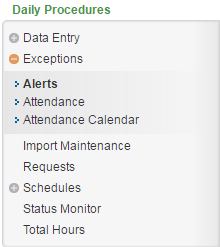 Daily Procedures
Data Entry
Exceptions
Alerts
Attendance
Attendance Calendar
Import Maintenance
Requests
Schedules
Status Monitor
Total Hours